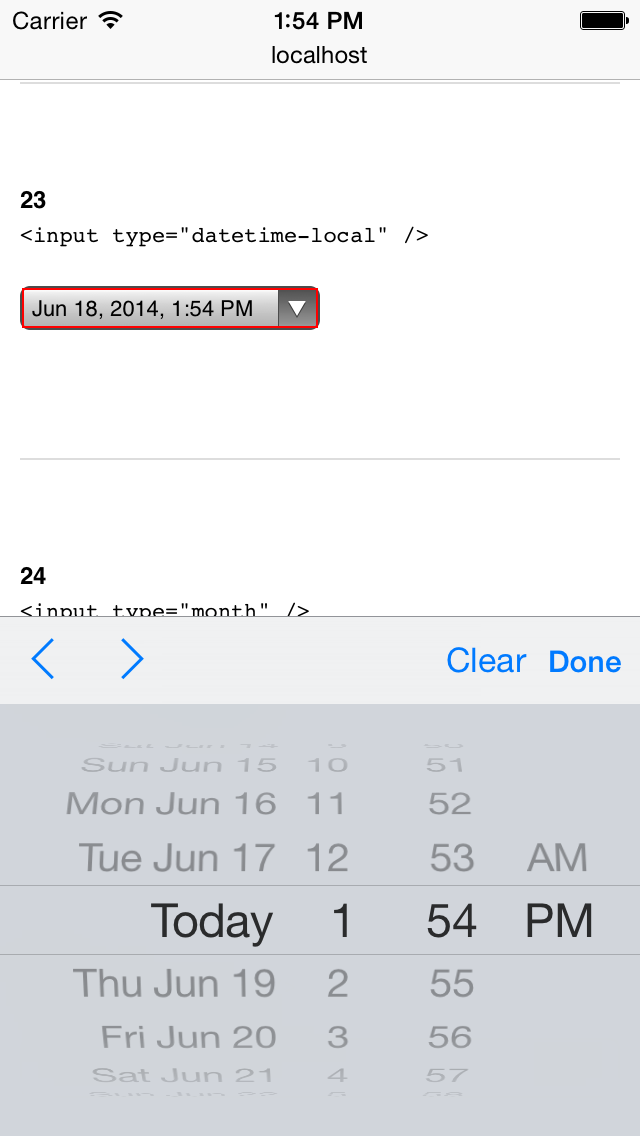 Carrier 1:54 PM
localhost
23
<input type="datetime-local" />
Jun 18, 2014, 1:54 PM
24
<input type="month" />
Clear Done
Sun Jun 15 10 51
Mon Jun 16 11 52
Tue Jun 17 12 53 AM
Today 1 54 PM
Thu Jun 19 2 55
Fri Jun 20 3 56
Sat Jun 21 4 57